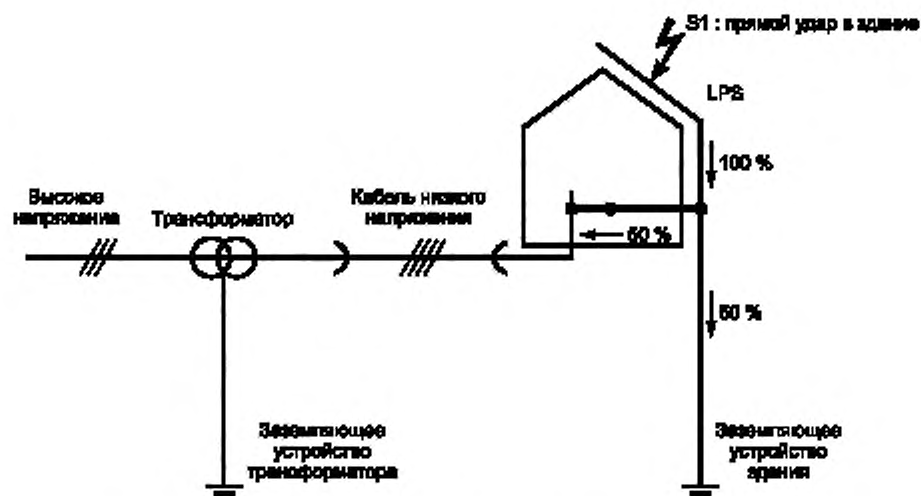 S1 : прямой удар в здание
LPS
100 %
Высокое
напряжение
Трансформатор
Кабель низкого
напряжения
50 %
50 %
Заземляющее
устройство
трансформатора
Заземляющее
устройство
здания